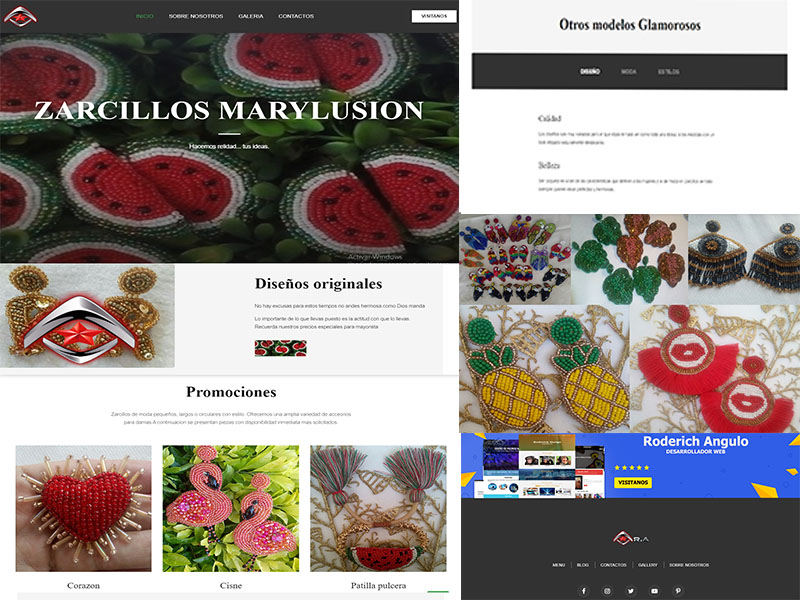 INICIO
SOBRE NOSOTROS
GALERIA
CONTACTOS
VISITANOS
ZARCILLOS MARYLUSION
Hacemos relidad... tus ideas.
Activar Windows
Diseños originales
No hay excusas para estos tiempos no andes hermosa como Dios manda
Lo importante de lo que llevas puesto es la actitud con que lo llevas.
Recuerda nuestros precios especiales para mayorista
Promociones
Zarcillos de moda pequeños, largos o circulares con estilo. Ofrecemos una amplia variedad de accesorios
para damas A continuacion se presentan piezas con disponibilidad inmediata mas solicitados.
Corazon
Cisne
Patilla pulcera
Otros modelos Glamorosos
DISEÑO
MODA
ESTILOS
Calidad
Belleza
Roderich Angulo
DESARROLLADOR WEB
VISITANOS
R.A
MENU
BLOG
CONTACTOS
GALLERY
SOBRE NOSOTROS